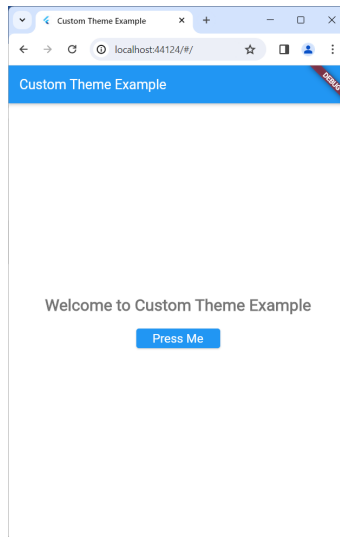 Custom Theme Example
localhost:44124/#/
Custom Theme Example
DEBUG
Welcome to Custom Theme Example
Press Me